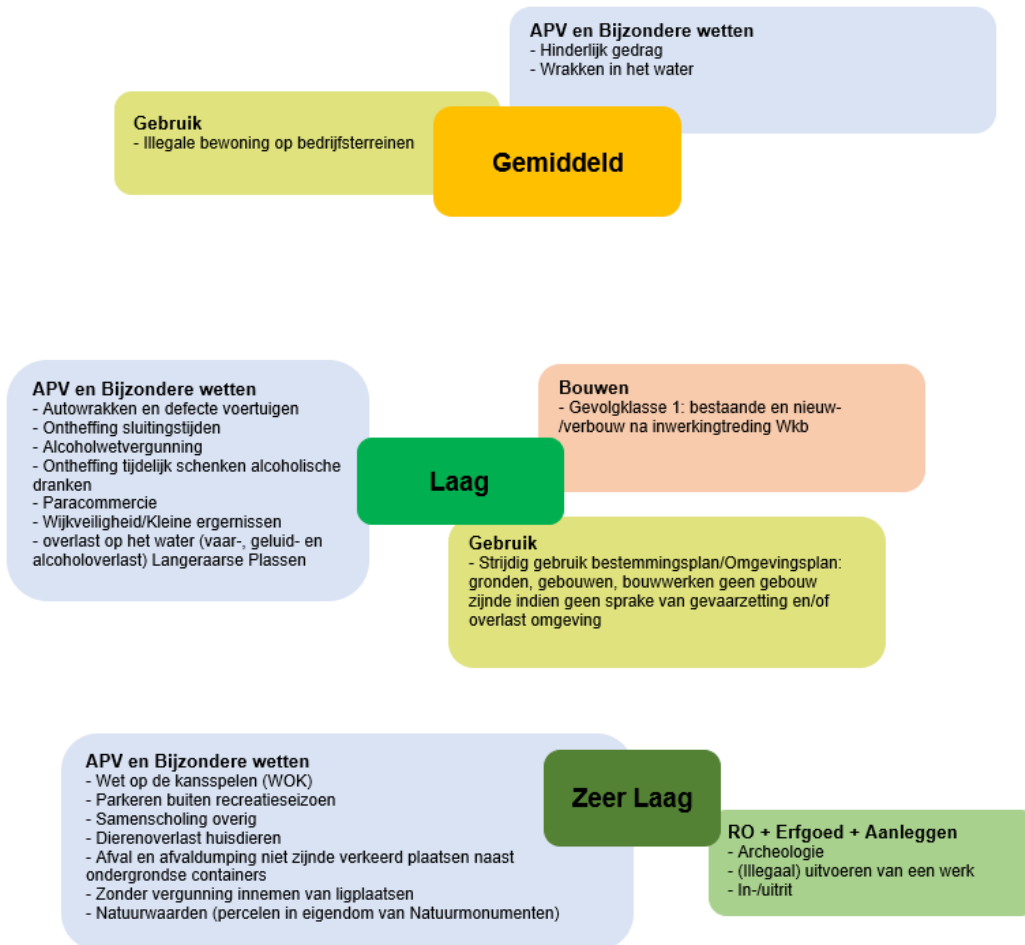 APV en Bijzondere wetten
- Hinderlijk gedrag
- Wrakken in het water
Gebruik
- Illegale bewoning op bedrijfsterreinen
Gemiddeld
APV en Bijzondere wetten
- Autowrakken en defecte voertuigen
- Ontheffing sluitingstijden
- Alcoholwetvergunning
- Ontheffing tijdelijk schenken alcoholische
dranken
- Paracommercie
- Wijkveiligheid/Kleine ergernissen
- overlast op het water (vaar-, geluid- en
alcoholoverlast) Langeraarse Plassen
Bouwen
- Gevolgklasse 1: bestaande en nieuw-
/verbouw na inwerkingtreding Wkb
Laag
Gebruik
- Strijdig gebruik bestemmingsplan/Omgevingsplan:
gronden, gebouwen, bouwwerken geen gebouw
zijnde indien geen sprake van gevaarzetting en/of
overlast omgeving
APV en Bijzondere wetten
- Wet op de kansspelen (WOK)
- Parkeren buiten recreatieseizoen
- Samenscholing overig
- Dierenoverlast huisdieren
- Afval en afvaldumping niet zijnde verkeerd plaatsen naast
ondergrondse containers
- Zonder vergunning innemen van ligplaatsen
- Natuurwaarden (percelen in eigendom van Natuurmonumenten)
Zeer Laag
RO + Erfgoed + Aanleggen
- Archeologie
- (Illegaal) uitvoeren van een werk
- In-/uitrit